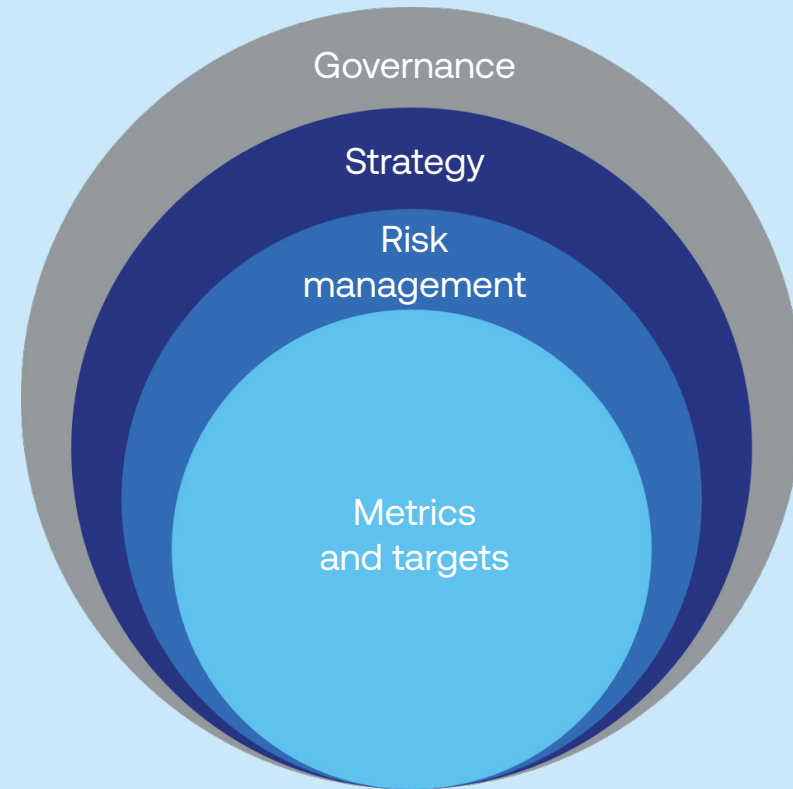 Governance
Strategy
Risk
management
Metrics
and targets